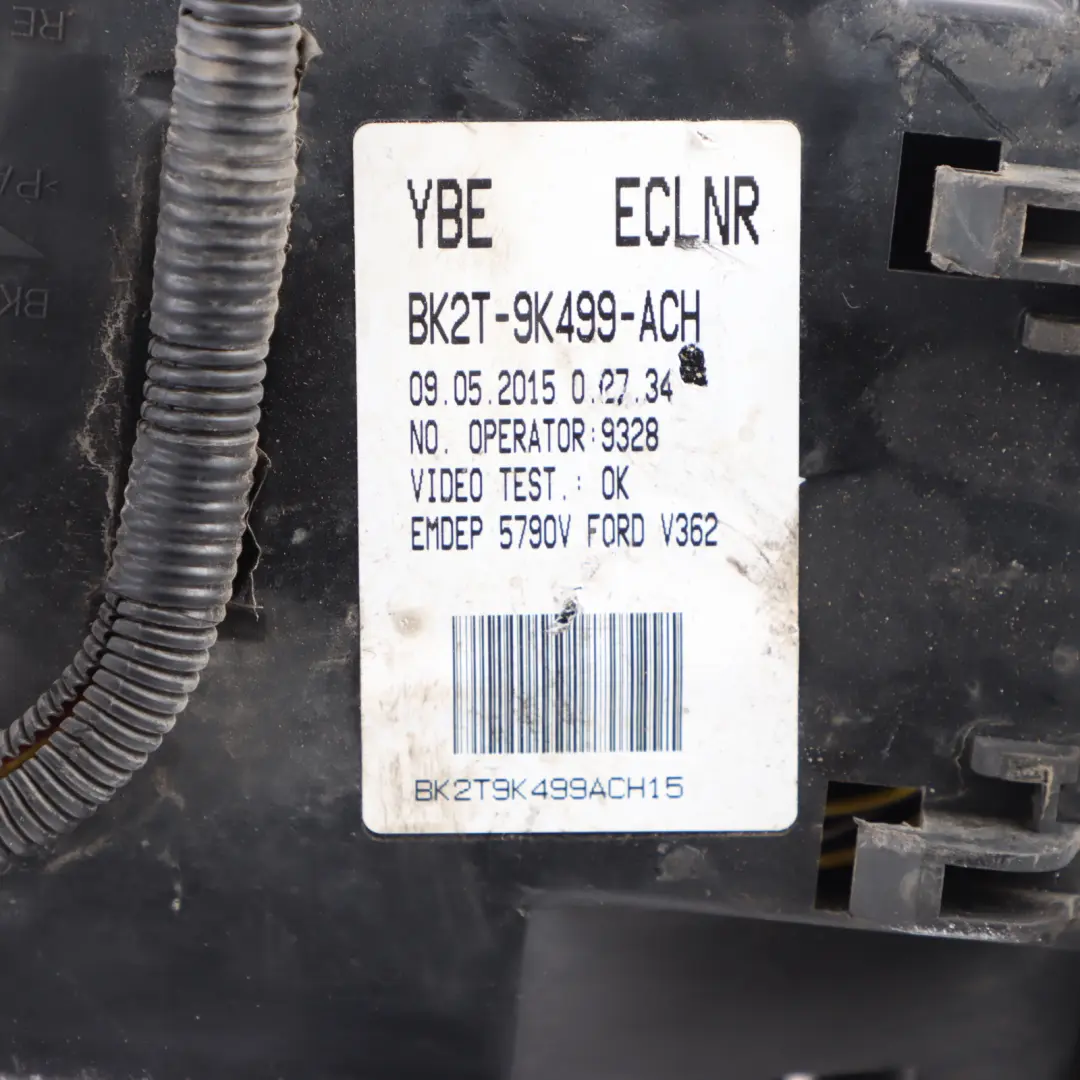 YBE ECLNR
BK2T-9K499-ACH
09.05.2015 0.27.34
NO. OPERATOR:9328
VIDEO TEST.: OK
EMDEP 5790V FORD V362
BK2T9K499ACH15